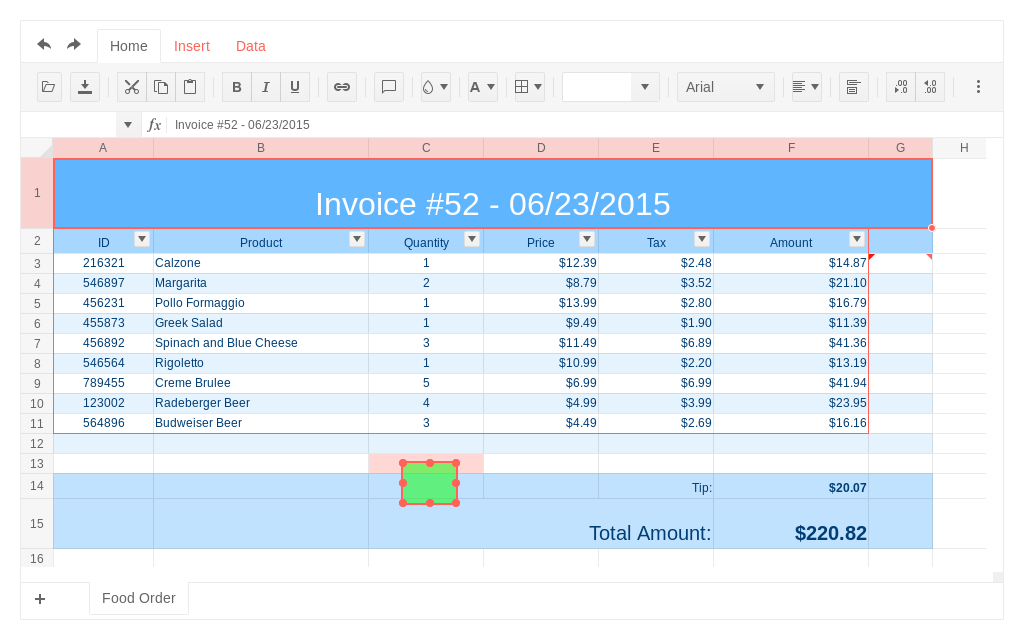 Home Insert Data
B I U A Arial .00 .0 .0 .00
fx Invoice #52 - 06/23/2015
A B C D E F G H
1 Invoice #52 - 06/23/2015
2 ID Product Quantity Price Tax Amount
3 216321 Calzone 1 $12.39 $2.48 $14.87
4 546897 Margarita 2 $8.79 $3.52 $21.10
5 456231 Pollo Formaggio 1 $13.99 $2.80 $16.79
6 455873 Greek Salad 1 $9.49 $1.90 $11.39
7 456892 Spinach and Blue Cheese 3 $11.49 $6.89 $41.36
8 546564 Rigoletto 1 $10.99 $2.20 $13.19
9 789455 Creme Brulee 5 $6.99 $6.99 $41.94
10 123002 Radeberger Beer 4 $4.99 $3.99 $23.95
11 564896 Budweiser Beer 3 $4.49 $2.69 $16.16
12
13
14 Tip: $20.07
15 Total Amount: $220.82
16
+ Food Order